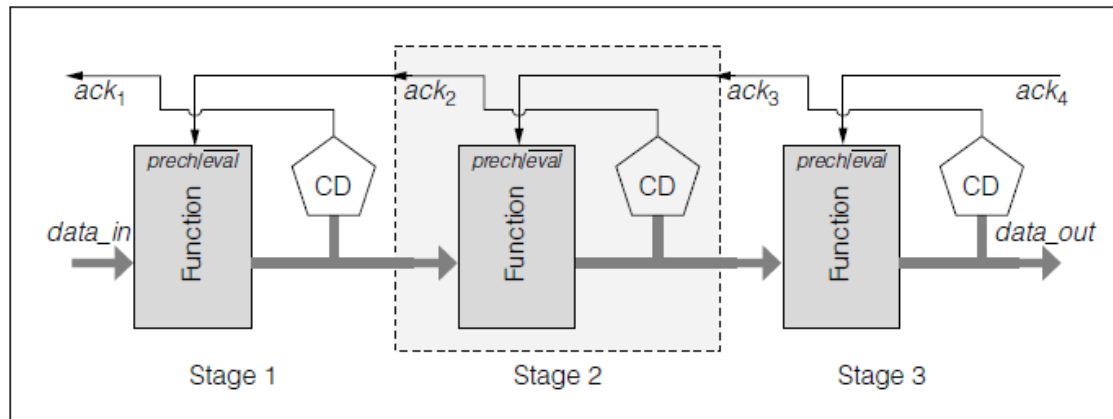 ack₁ ack₂ ack₃ ack₄
prech/eval prech/eval prech/eval
CD CD CD
Function Function Function
data_in data_out
Stage 1 Stage 2 Stage 3